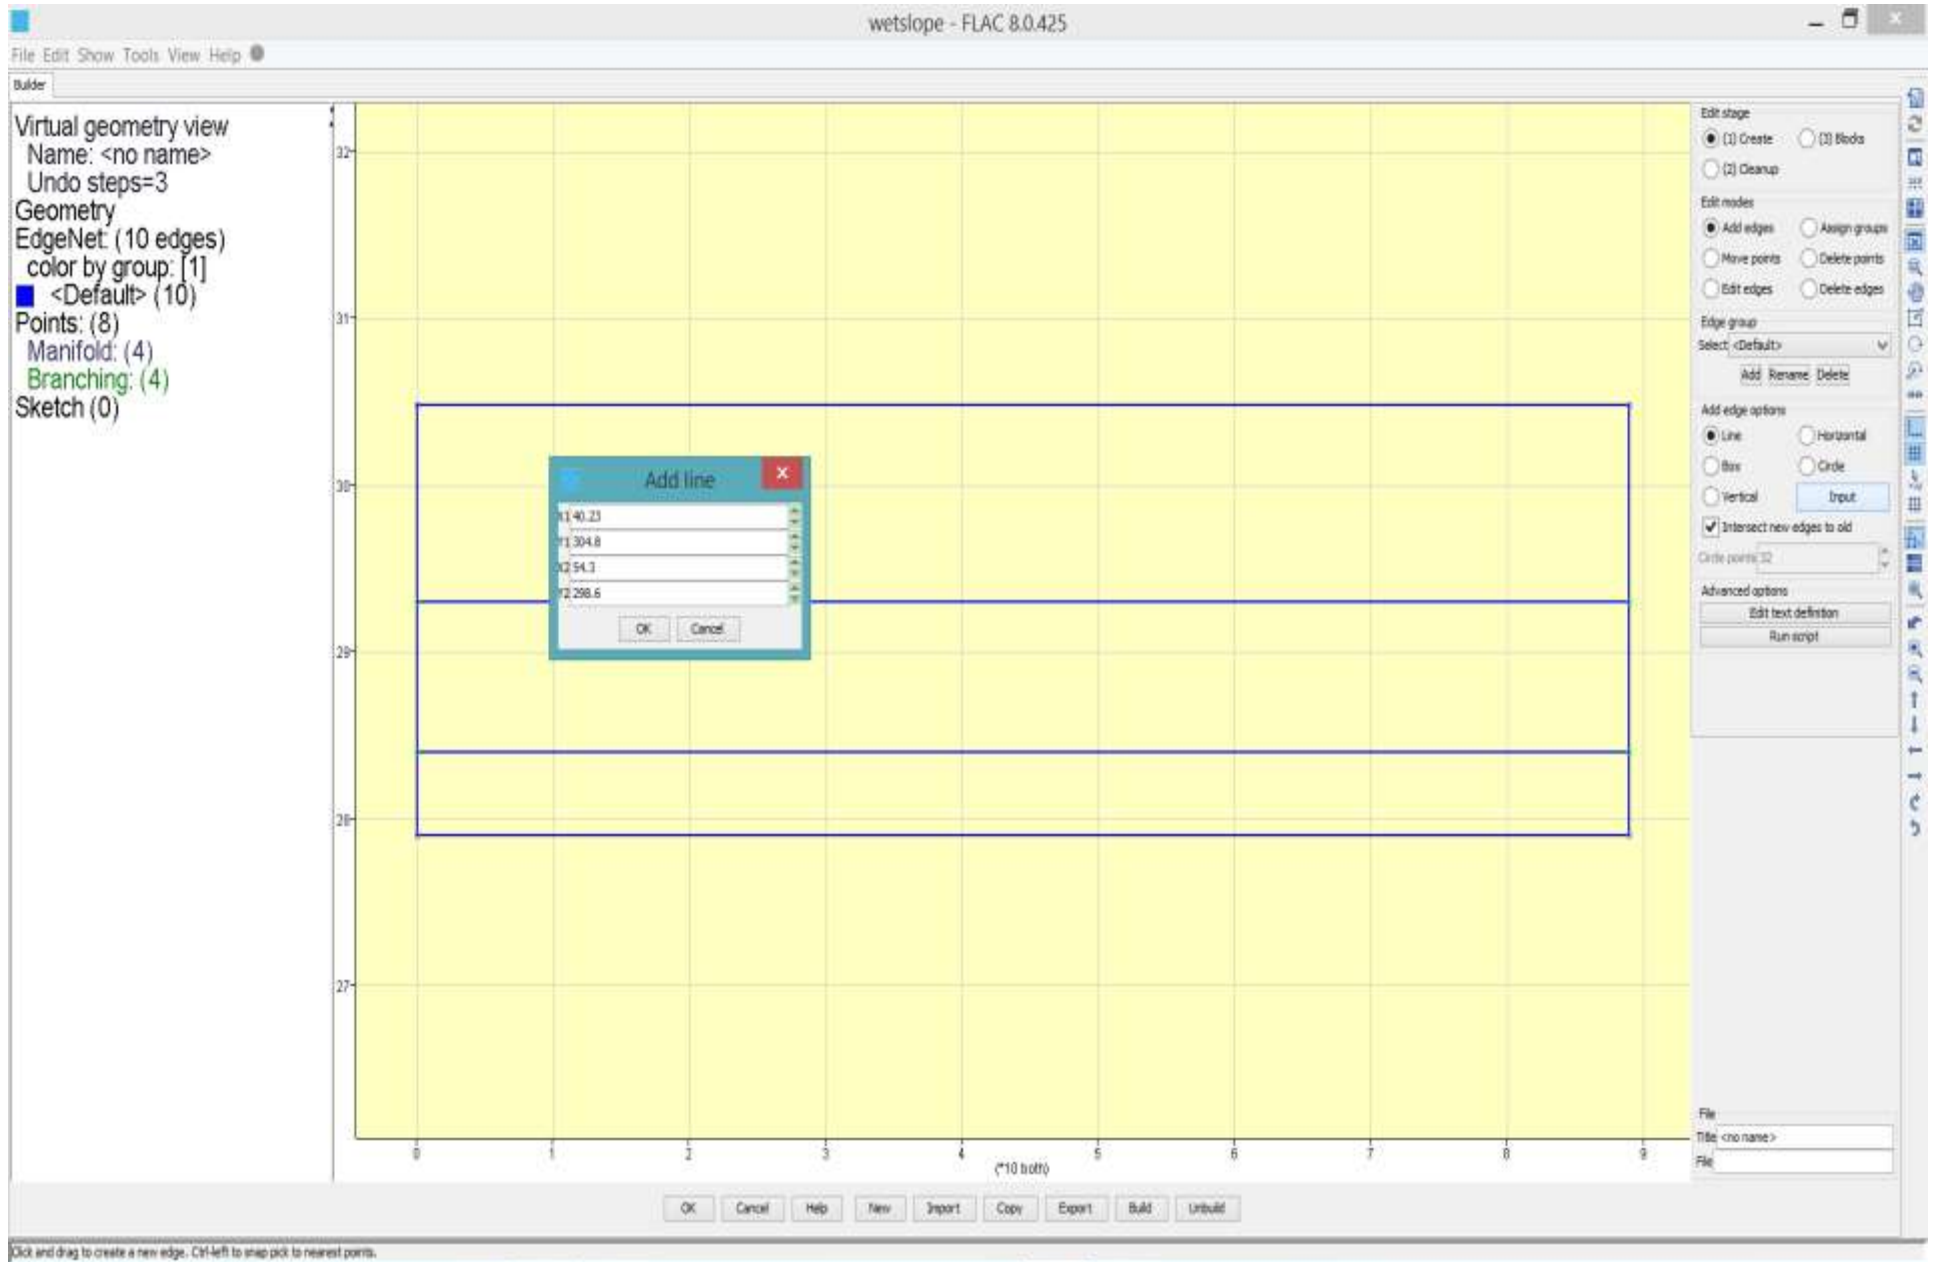 wetslope - FLAC 8.0.425
File Edit Show Tools View Help
Builder
Virtual geometry view
Name: <no name>
Undo steps=3
Geometry
EdgeNet: (10 edges)
color by group: [1]
<Default> (10)
Points: (8)
Manifold: (4)
Branching: (4)
Sketch (0)
32
31
30
29
28
27
0 1 2 3 4 5 6 7 8 9
(*10 both)
Add line
X1 40.23
Y1 304.8
X2 54.3
Y2 298.6
OK Cancel
Edit stage
(1) Create (3) Blocks
(2) Cleanup
Edit modes
Add edges Assign groups
Move points Delete points
Edit edges Delete edges
Edge group
Select <Default>
Add Rename Delete
Add edge options
Line Horizontal
Box Circle
Vertical Input
Intersect new edges to old
Circle points 32
Advanced options
Edit text definition
Run script
File
Title <no name>
File
OK Cancel Help New Import Copy Export Build Unbuild
Click and drag to create a new edge. Ctrl-left to snap pick to nearest points.